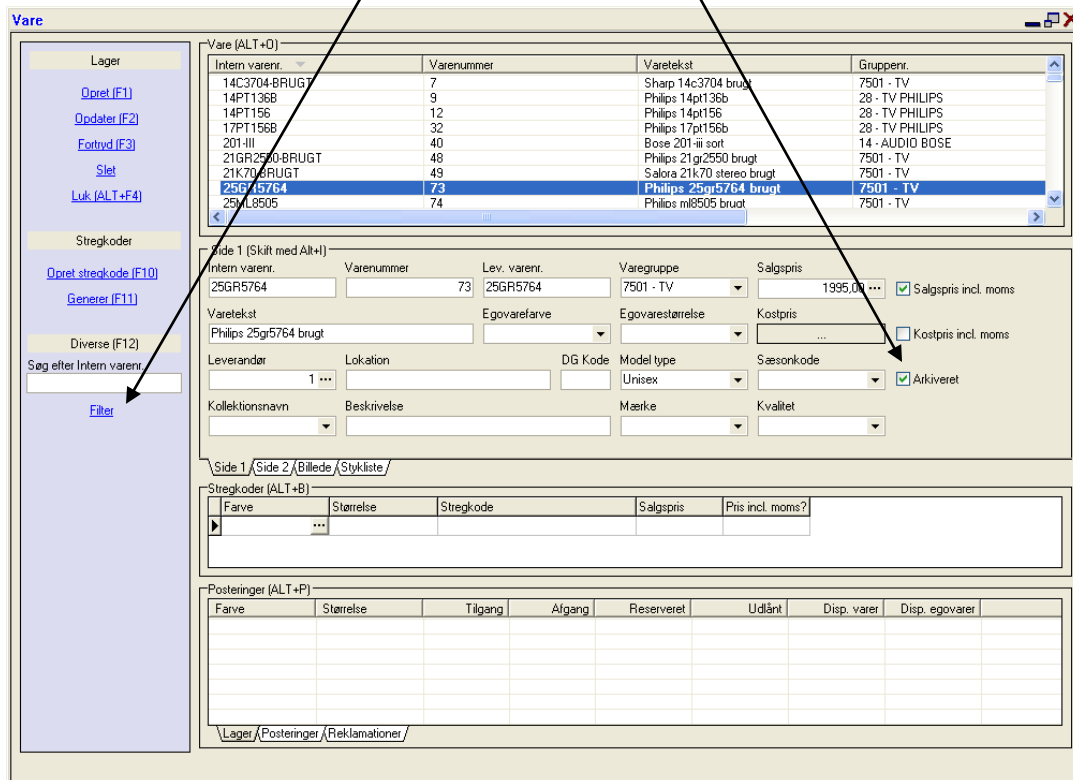 Vare
Lager
Opret (F1)
Opdater (F2)
Fortryd (F3)
Slet
Luk (ALT+F4)
Stregkoder
Opret stregkode (F10)
Generer (F11)
Diverse (F12)
Søg efter Intern varenr.
Filter
Vare (ALT+O)
Intern varenr. Varenummer Varetekst Gruppenr.
14C3704-BRUGT 7 Sharp 14c3704 brugt 7501 - TV
14PT136B 9 Philips 14pt136b 28 - TV PHILIPS
14PT156 12 Philips 14pt156 28 - TV PHILIPS
17PT156B 32 Philips 17pt156b 28 - TV PHILIPS
201-III 40 Bose 201-iii sort 14 - AUDIO BOSE
21GR2550-BRUGT 48 Philips 21gr2550 brugt 7501 - TV
21K70-BRUGT 49 Salora 21k70 stereo brugt 7501 - TV
25GR5764 73 Philips 25gr5764 brugt 7501 - TV
25ML8505 74 Philips ml8505 brugt 7501 - TV
Side 1 (Skift med Alt+I)
Intern varenr. Varenummer Lev. varenr. Varegruppe Salgspris
25GR5764 73 25GR5764 7501 - TV 1995,00 ... Salgspris incl. moms
Varetekst Egovarefarve Egovarestørrelse Kostpris
Philips 25gr5764 brugt ... Kostpris incl. moms
Leverandør Lokation DG Kode Model type Sæsonkode
1 ... Unisex Arkiveret
Kollektionsnavn Beskrivelse Mærke Kvalitet
Side 1 Side 2 Billede Stykliste
Stregkoder (ALT+B)
Farve Størrelse Stregkode Salgspris Pris incl. moms?
...
Posteringer (ALT+P)
Farve Størrelse Tilgang Afgang Reserveret Udlånt Disp. varer Disp. egovarer
Lager Posteringer Reklamationer